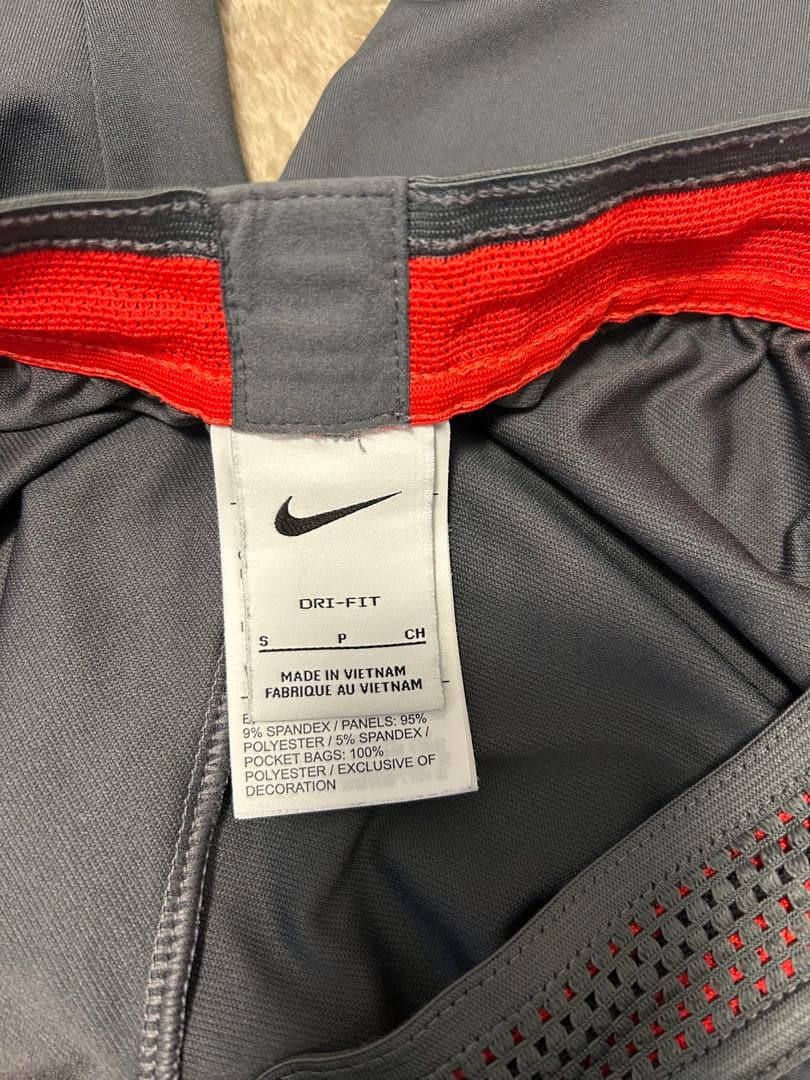 DRI-FIT
S P CH
MADE IN VIETNAM
FABRIQUE AU VIETNAM
9% SPANDEX / PANELS: 95%
POLYESTER / 5% SPANDEX /
POCKET BAGS: 100%
POLYESTER / EXCLUSIVE OF
DECORATION